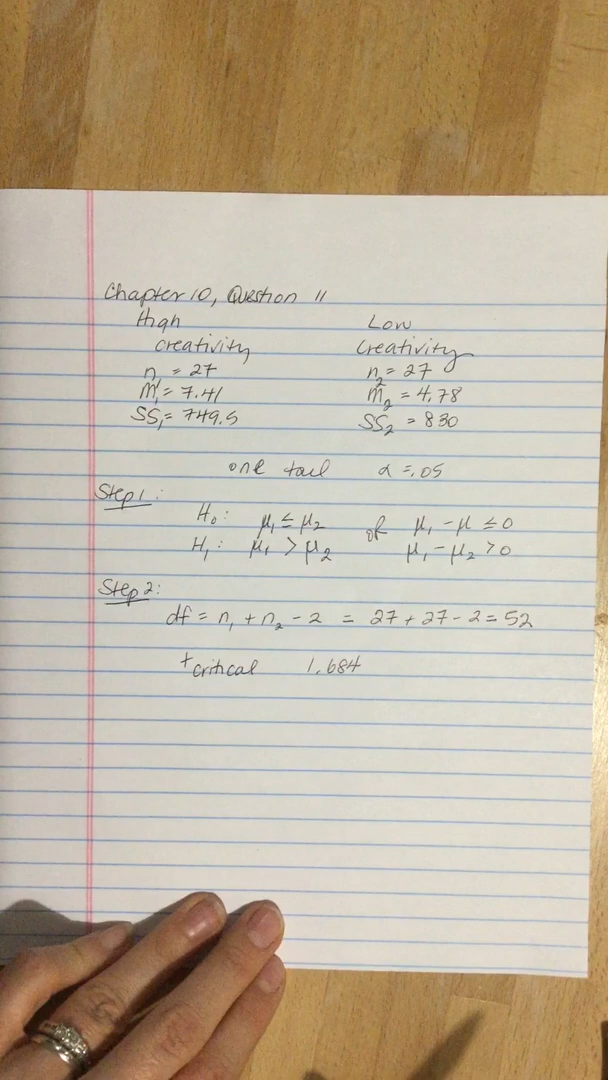 Chapter 10, Question 11
High Low
creativity Creativity
n₁ = 27 n₂ = 27
M₁ = 7.41 M₂ = 4.78
SS₁ = 749.5 SS₂ = 830
one tail α = .05
Step 1:
H₀: μ₁ ≤ μ₂ of μ₁ - μ ≤ 0
H₁: μ₁ > μ₂ μ₁ - μ₂ > 0
Step 2:
df = n₁ + n₂ - 2 = 27 + 27 - 2 = 52
t critical 1.684